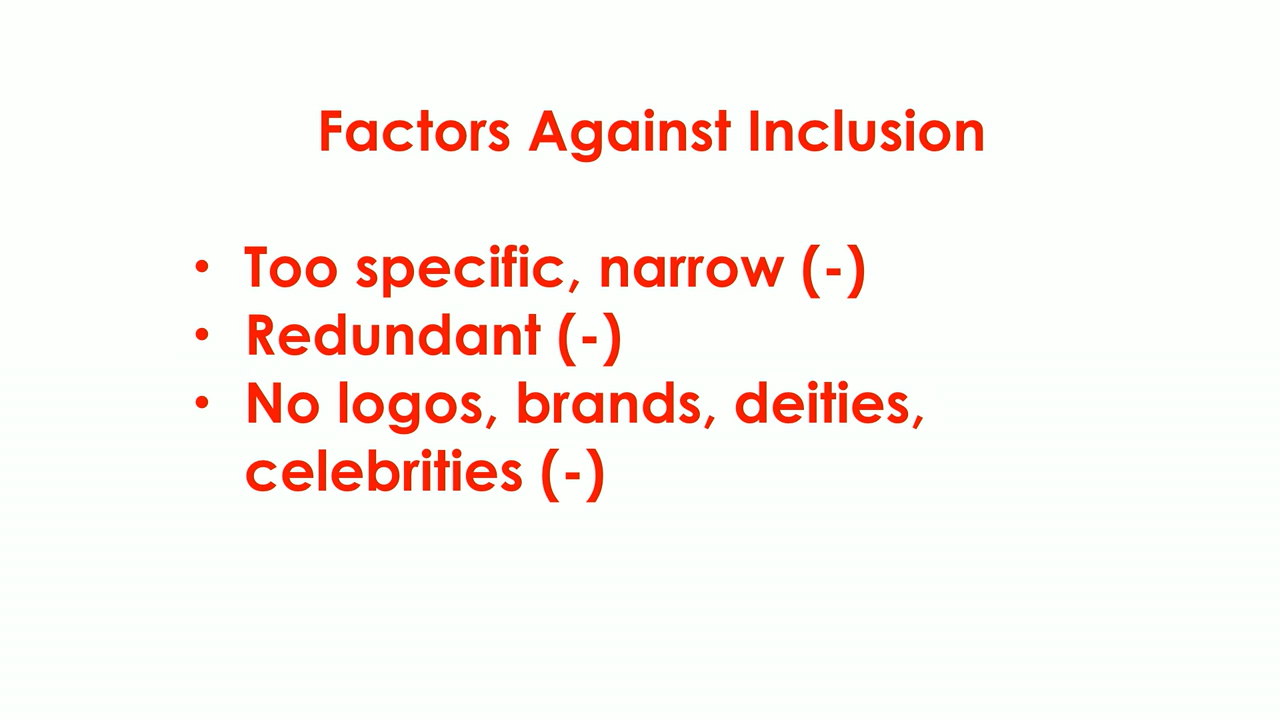 Factors Against Inclusion
• Too specific, narrow (-)
• Redundant (-)
• No logos, brands, deities,
celebrities (-)